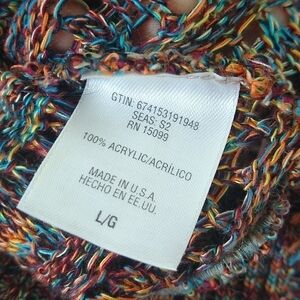 GTIN: 674153191948
SEAS: S2
RN 15099
100% ACRYLIC/ACRÍLICO
MADE IN U.S.A.
HECHO EN EE.UU.
L/G